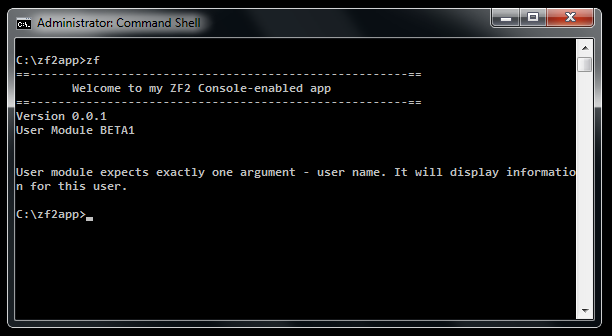 Administrator: Command Shell
C:\zf2app>zf
==------------------------------------------------------==
Welcome to my ZF2 Console-enabled app
==------------------------------------------------------==
Version 0.0.1
User Module BETA1
User module expects exactly one argument - user name. It will display informatio
n for this user.
C:\zf2app>_